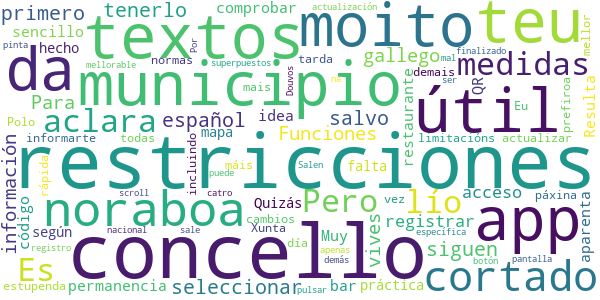 primero
tenerlo
comprobar
actualización
moito
teu
sencillo
hecho
pinta
textos
normas
Por
finalizado
mellor
da
mellorable
superpuestos
municipio
Douvos
tarda
mal
ser
medidas
Para
gallego
mais
idea
demais
QR
Resulta
aclara
español
salvo
útil
Polo
mapa
Funciones
restaurante
Eu
prefiroa
informarte
todas
incluindo
na
limitacións
actualizar
restricciones
información
rápida
máis
falta
noraboa
Pero
lío
acceso
páxina
scroll
catro
Salen
puede
Quizás
vez
app
aparenta
código
según
cambios
Xunta
vives
registrar
concello
Es
nacional
sale
día
Muy
siguen
especifica
pantalla
registro
apenas
demás
botón
estupenda
permanencia
seleccionar
pulsar
bar
práctica
cortado